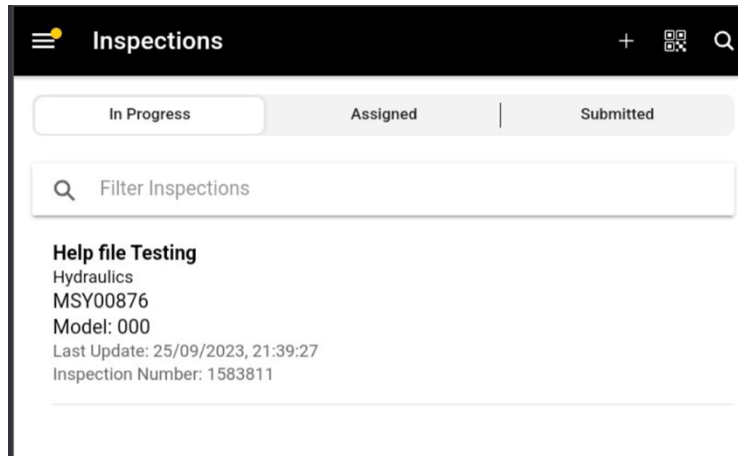 Inspections
In Progress Assigned Submitted
Filter Inspections
Help file Testing
Hydraulics
MSY00876
Model: 000
Last Update: 25/09/2023, 21:39:27
Inspection Number: 1583811